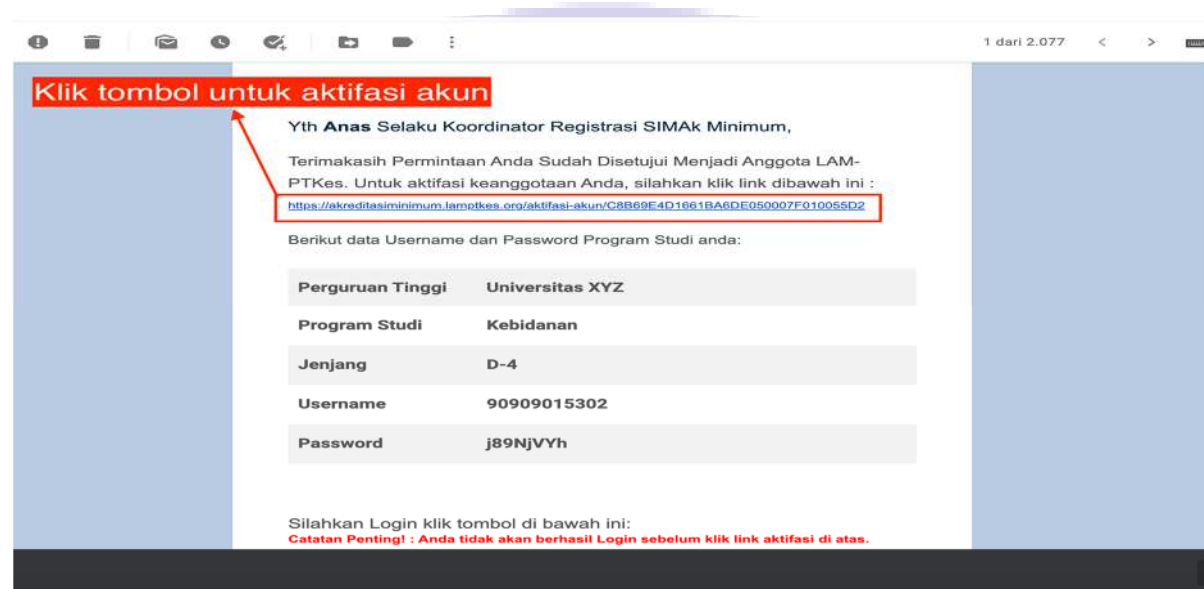 1 dari 2.077
Klik tombol untuk aktifasi akun
Yth Anas Selaku Koordinator Registrasi SIMAk Minimum,
Terimakasih Permintaan Anda Sudah Disetujui Menjadi Anggota LAM-
PTKes. Untuk aktifasi keanggotaan Anda, silahkan klik link dibawah ini :
https://akreditasiminimum.lamptkes.org/aktifasi-akun/C8B69E4D1661BA6DE050007F010055D2
Berikut data Username dan Password Program Studi anda:
Perguruan Tinggi Universitas XYZ
Program Studi Kebidanan
Jenjang D-4
Username 90909015302
Password j89NjVYh
Silahkan Login klik tombol di bawah ini:
Catatan Penting! : Anda tidak akan berhasil Login sebelum klik link aktifasi di atas.